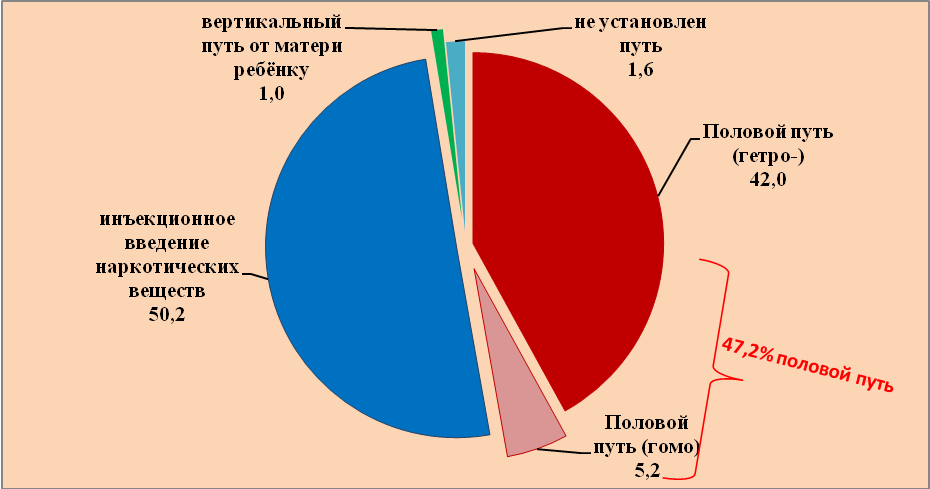 вертикальный
путь от матери
ребёнку
1,0
не установлен
путь
1,6
Половой путь
(гетро-)
42,0
инъекционное
введение
наркотических
веществ
50,2
47,2% половой путь
Половой
путь (гомо)
5,2